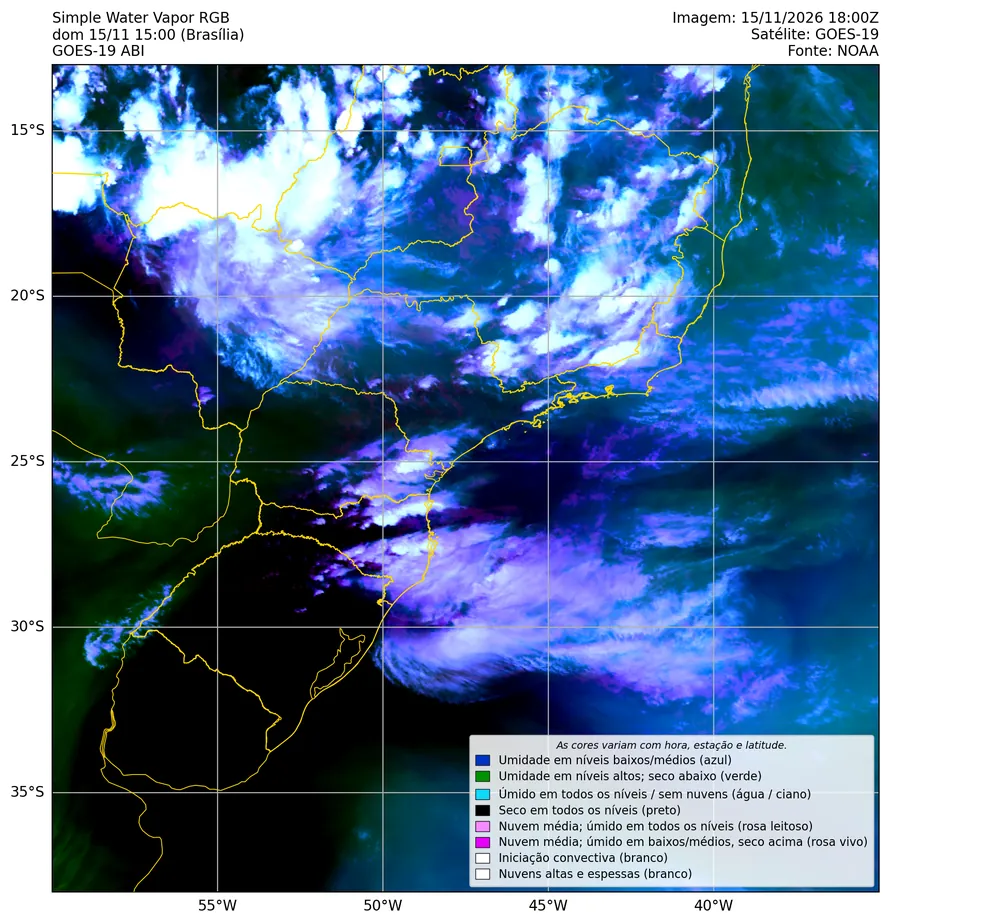 Simple Water Vapor RGB
dom 15/11 15:00 (Brasília)
GOES-19 ABI
Imagem: 15/11/2026 18:00Z
Satélite: GOES-19
Fonte: NOAA
15°S
20°S
25°S
30°S
35°S
55°W
50°W
45°W
40°W
As cores variam com hora, estação e latitude.
Umidade em níveis baixos/médios (azul)
Umidade em níveis altos; seco abaixo (verde)
Úmido em todos os níveis / sem nuvens (água / ciano)
Seco em todos os níveis (preto)
Nuvem média; úmido em todos os níveis (rosa leitoso)
Nuvem média; úmido em baixos/médios, seco acima (rosa vivo)
Iniciação convectiva (branco)
Nuvens altas e espessas (branco)